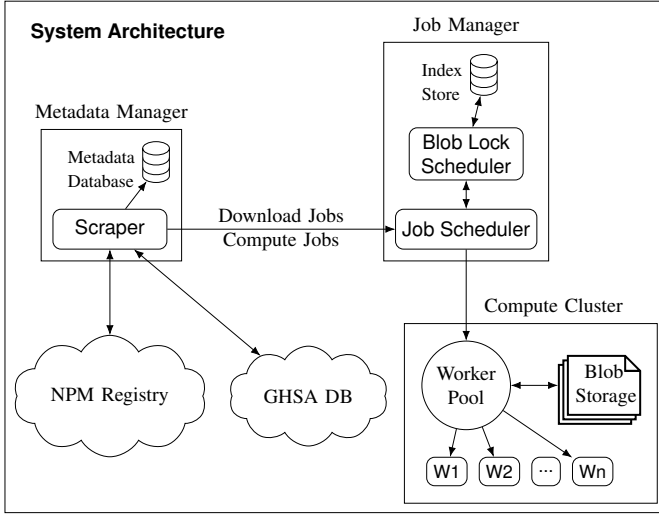 System Architecture
Job Manager
Index
Store
Blob Lock
Scheduler
Job Scheduler
Metadata Manager
Metadata
Database
Scraper
Download Jobs
Compute Jobs
NPM Registry
GHSA DB
Compute Cluster
Worker
Pool
Blob
Storage
W1
W2
...
Wn